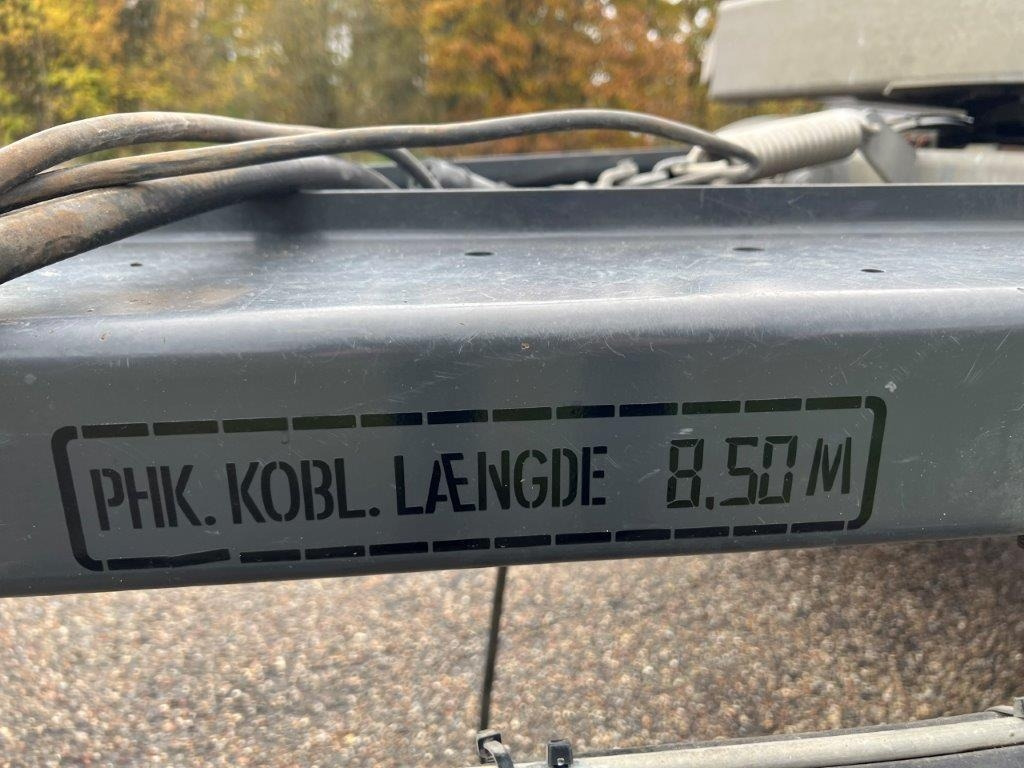 PHK. KOBL. LÆNGDE 8.50 M